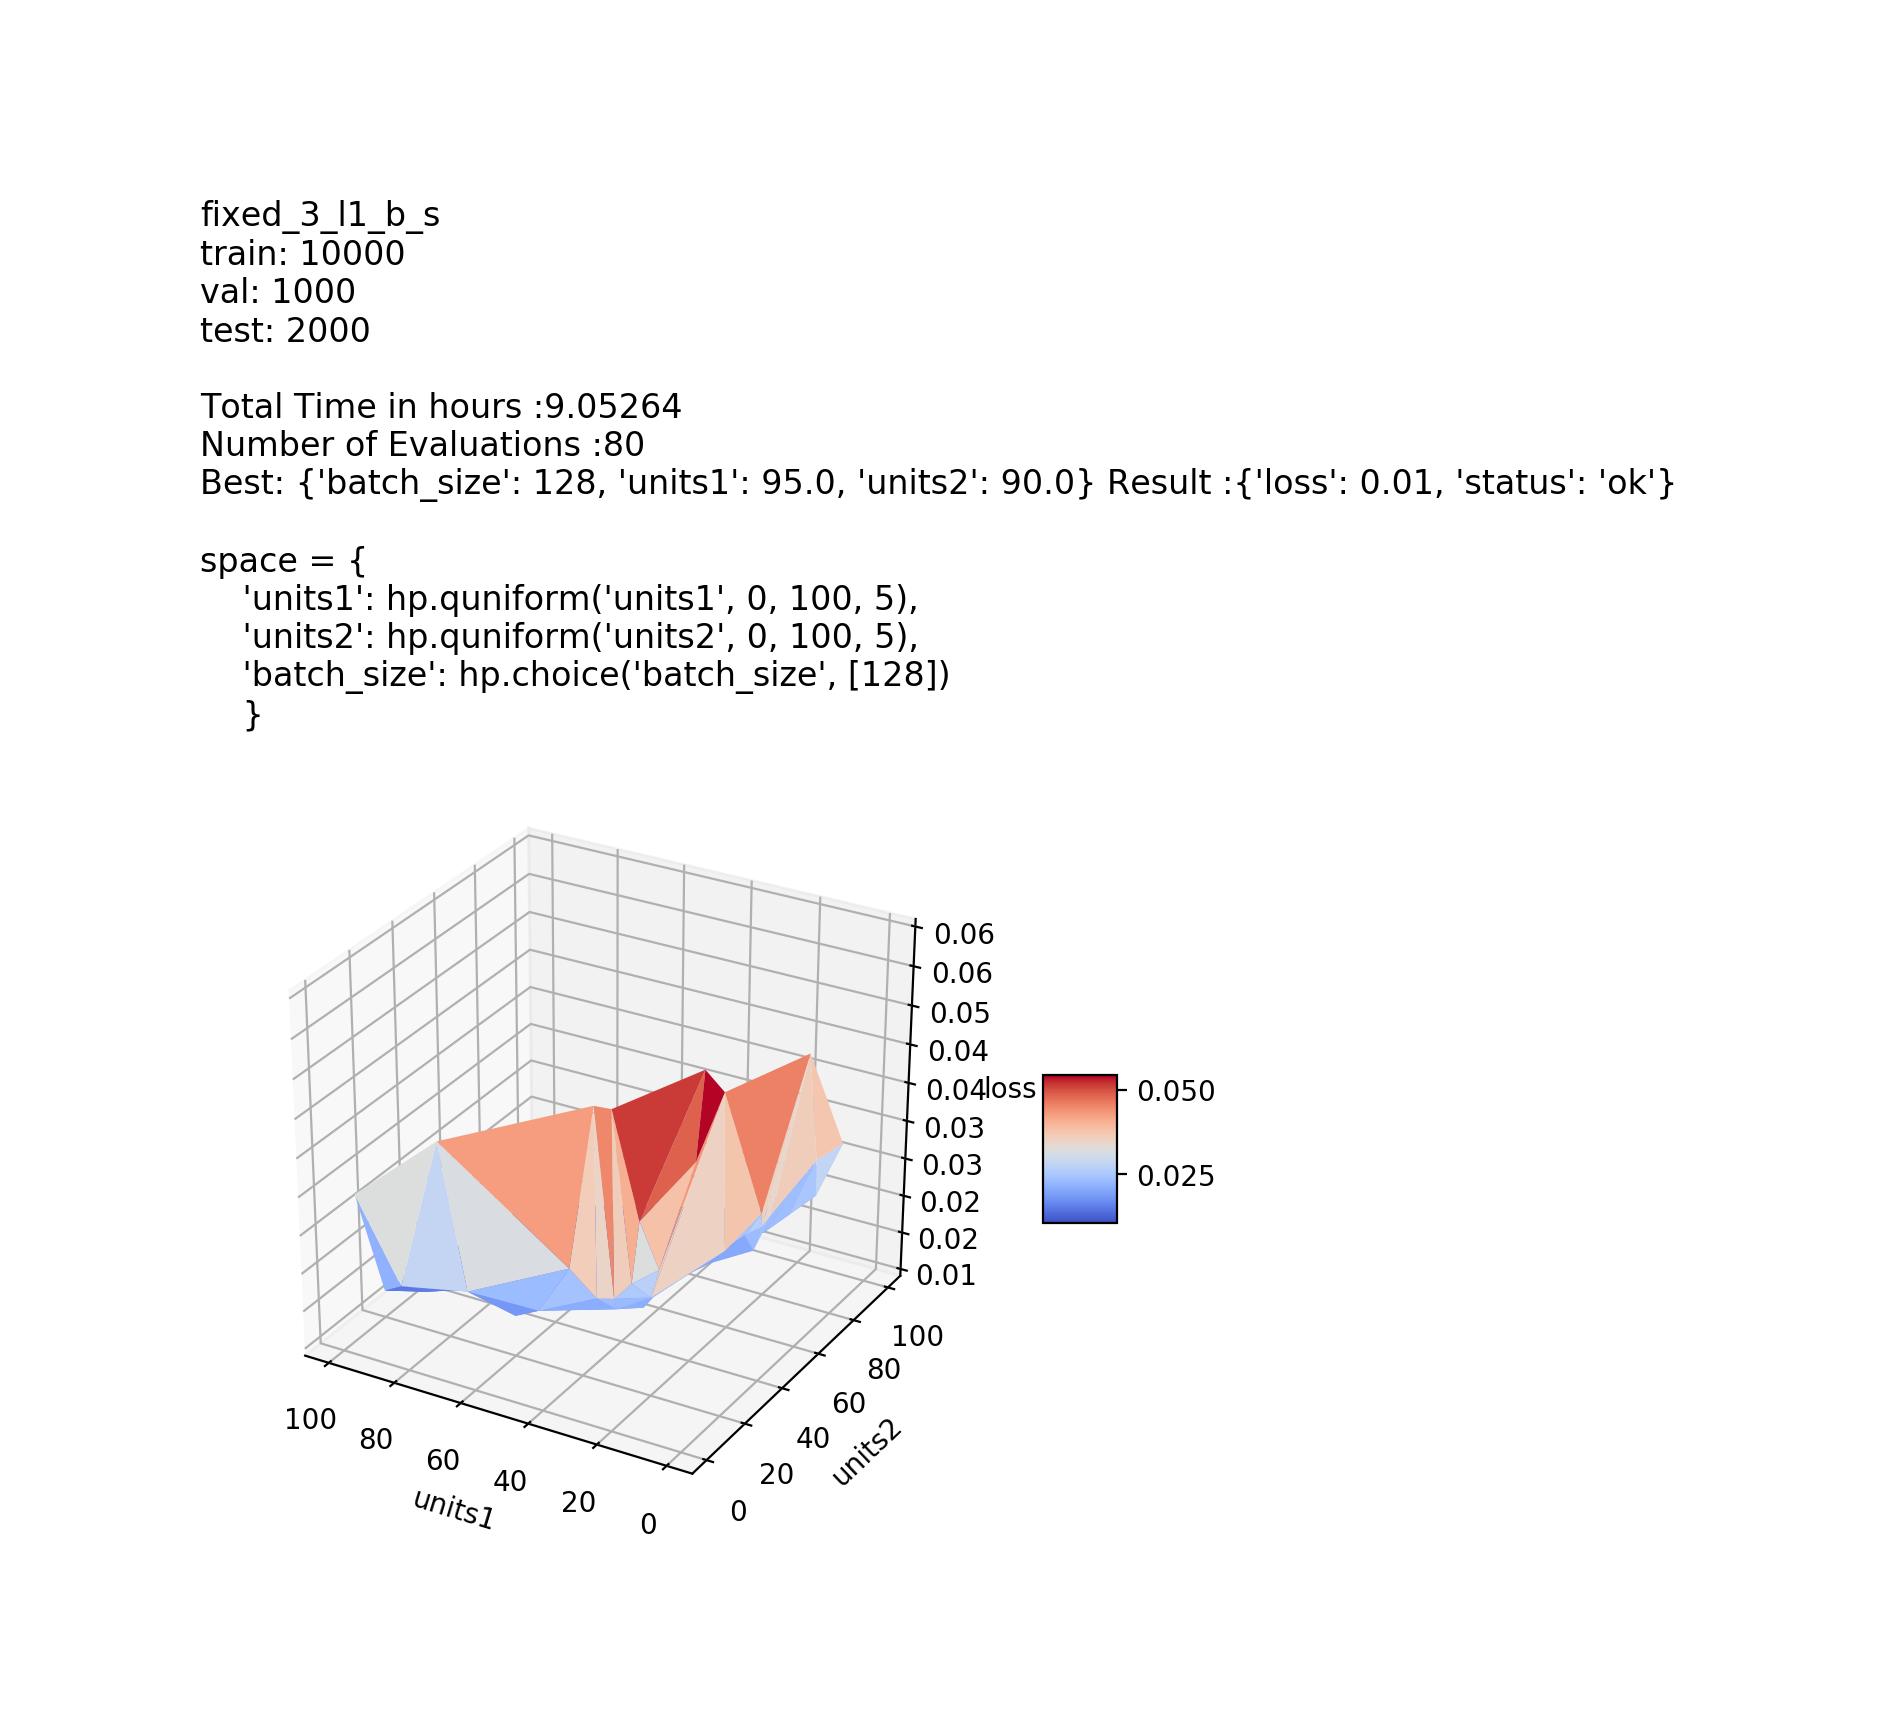 fixed_3_l1_b_s
train: 10000
val: 1000
test: 2000
Total Time in hours :9.05264
Number of Evaluations :80
Best: {'batch_size': 128, 'units1': 95.0, 'units2': 90.0} Result :{'loss': 0.01, 'status': 'ok'}
space = {
'units1': hp.quniform('units1', 0, 100, 5),
'units2': hp.quniform('units2', 0, 100, 5),
'batch_size': hp.choice('batch_size', [128])
}
0.06
0.06
0.05
0.04
0.04
0.03
0.03
0.02
0.02
0.01
loss
0.050
0.025
100
80
60
40
20
0
units1
100
80
60
40
20
0
units2